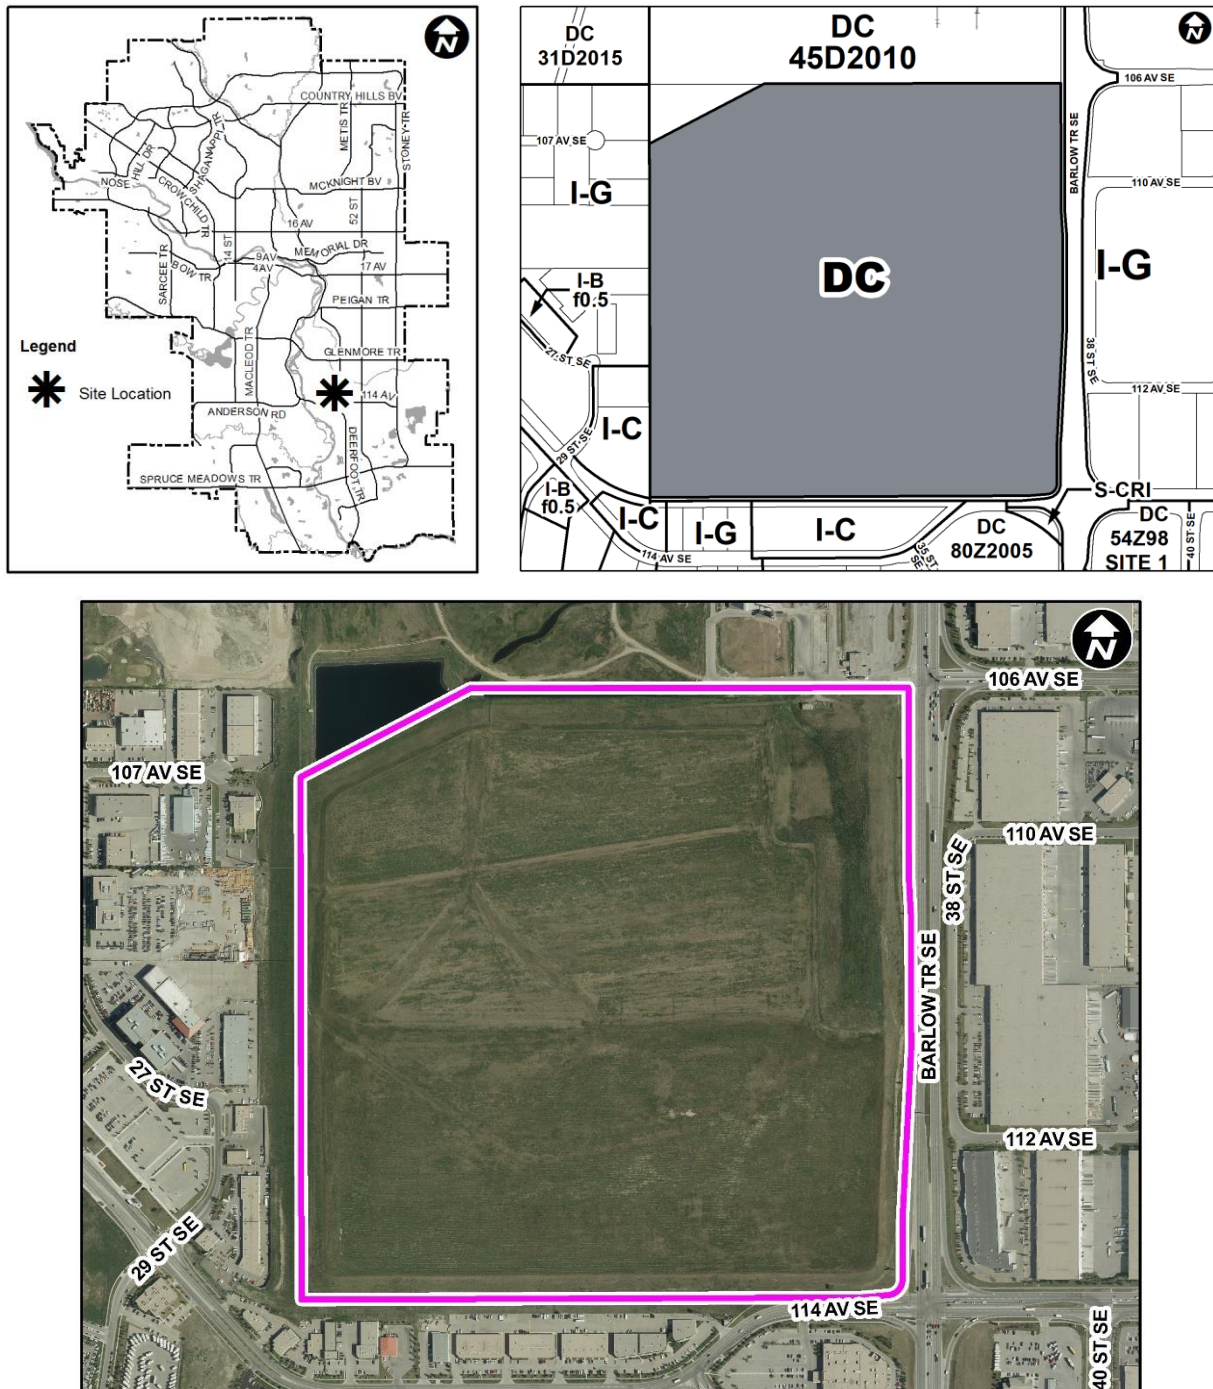 N
COUNTRY HILLS BV
METIS TR
STONEY TR
SHAGANAPPI TR
NOSE HILL DR
CROWCHILD TR
MCKNIGHT BV
52 ST
16 AV
14 ST
SARCEE TR
BOW TR
9AV
4AV
MEMORIAL DR
17 AV
PEIGAN TR
MACLEOD TR
GLENMORE TR
Legend
Site Location
114 AV
ANDERSON RD
DEERFOOT TR
SPRUCE MEADOWS TR
N
DC
31D2015
DC
45D2010
106 AV SE
BARLOW TR SE
107 AV SE
110 AV SE
I-G
DC
I-G
I-B
f0.5
27 ST SE
38 ST SE
112 AV SE
I-C
29 ST SE
I-B
f0.5
I-C
I-G
I-C
114 AV SE
35 ST SE
DC
80Z2005
S-CRI
DC
54Z98
SITE 1
40 ST SE
N
106 AV SE
107 AV SE
110 AV SE
38 ST SE
BARLOW TR SE
27 ST SE
112 AV SE
29 ST SE
114 AV SE
40 ST SE